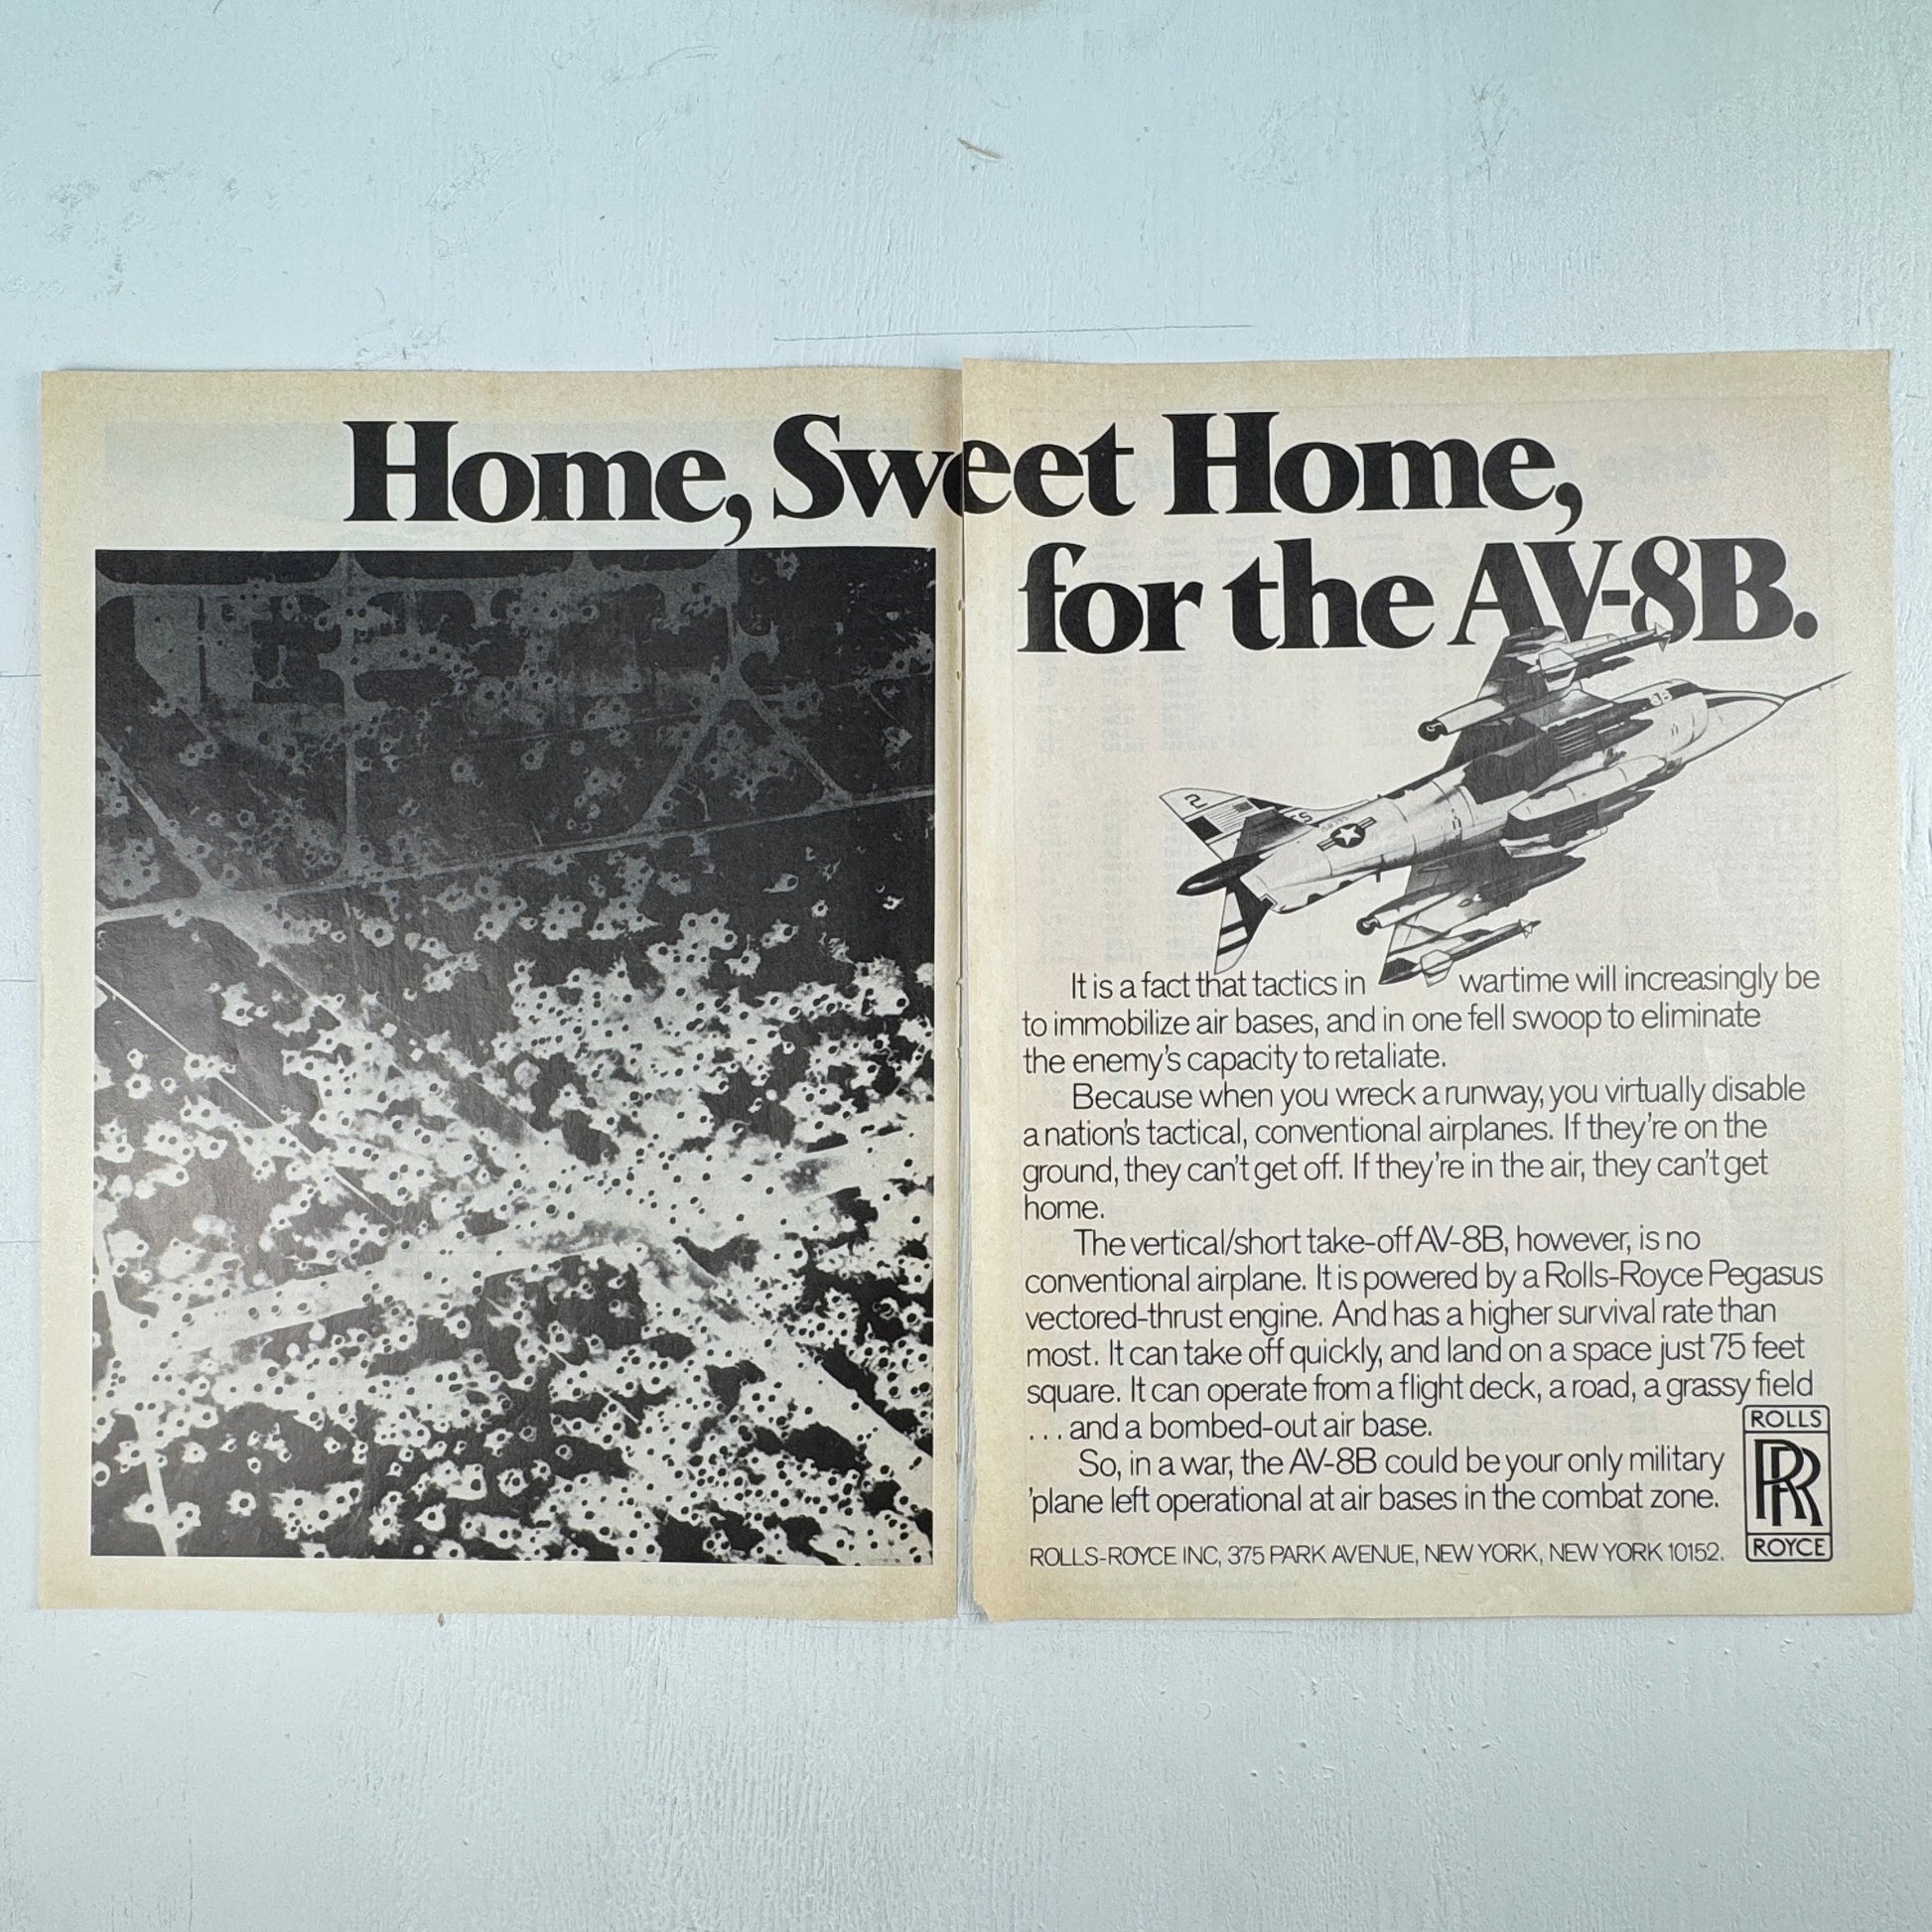 Home, Sweet Home,
for the AV-8B.
It is a fact that tactics in wartime will increasingly be
to immobilize air bases, and in one fell swoop to eliminate
the enemy's capacity to retaliate.
Because when you wreck a runway, you virtually disable
a nation's tactical, conventional airplanes. If they're on the
ground, they can't get off. If they're in the air, they can't get
home.
The vertical/short take-off AV-8B, however, is no
conventional airplane. It is powered by a Rolls-Royce Pegasus
vectored-thrust engine. And has a higher survival rate than
most. It can take off quickly, and land on a space just 75 feet
square. It can operate from a flight deck, a road, a grassy field
...and a bombed-out air base.
So, in a war, the AV-8B could be your only military
'plane left operational at air bases in the combat zone.
ROLLS-ROYCE INC, 375 PARK AVENUE, NEW YORK, NEW YORK 10152.
ROLLS
RR
ROYCE